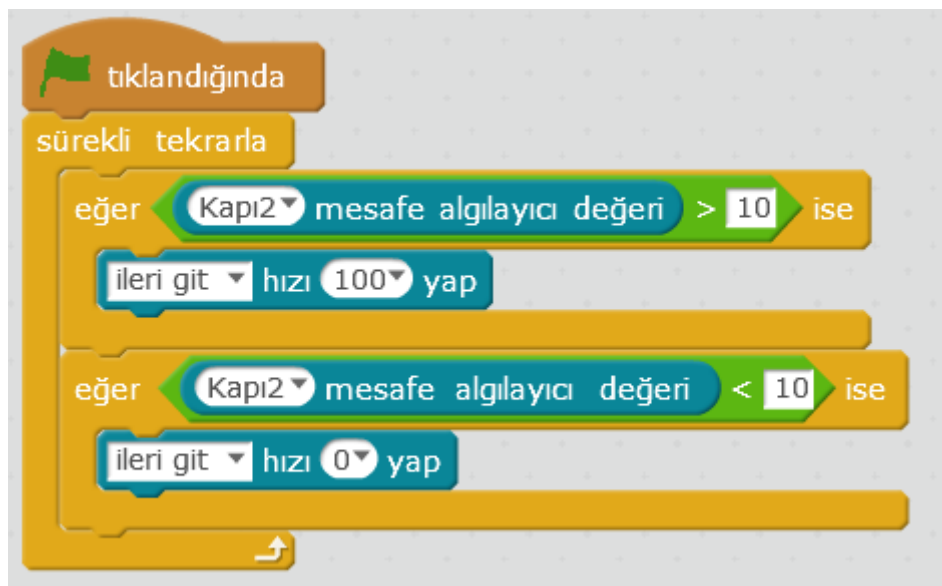 tıklandığında
sürekli tekrarla
eğer Kapı2 mesafe algılayıcı değeri > 10 ise
ileri git hızı 100 yap
eğer Kapı2 mesafe algılayıcı değeri < 10 ise
ileri git hızı 0 yap